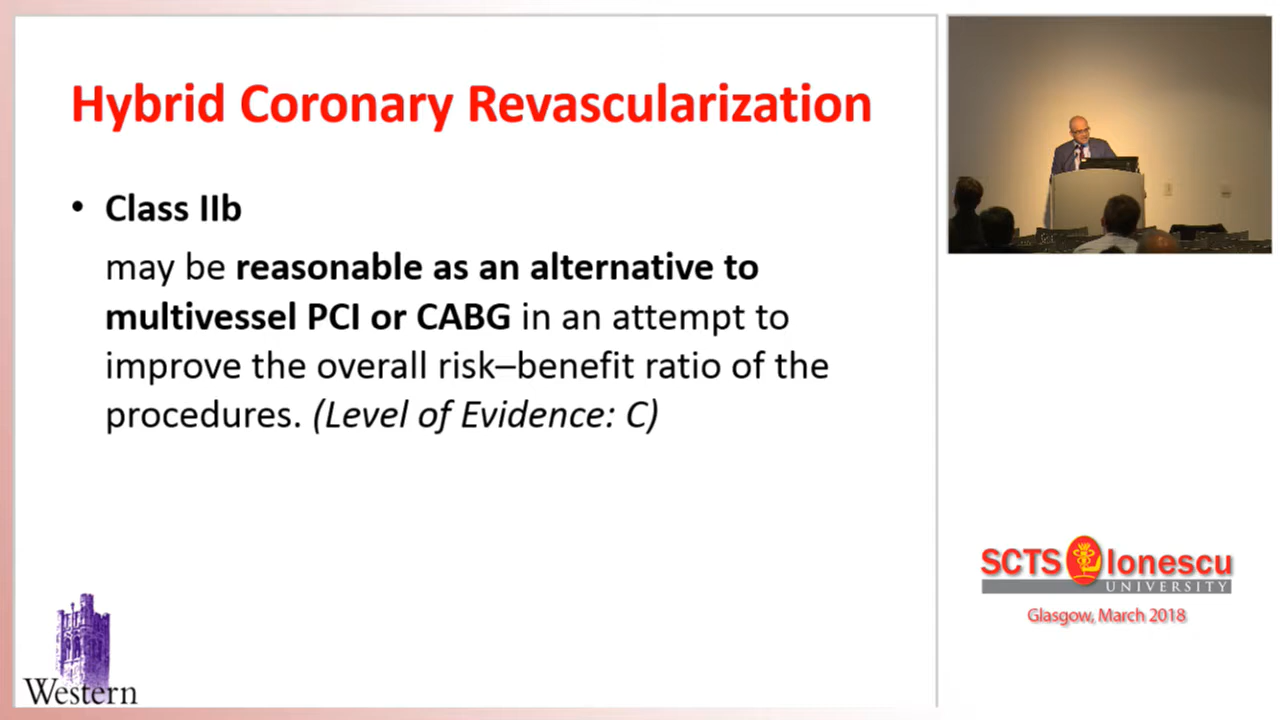 Hybrid Coronary Revascularization
• Class IIb
may be reasonable as an alternative to
multivessel PCI or CABG in an attempt to
improve the overall risk–benefit ratio of the
procedures. (Level of Evidence: C)
Western
SCTS Ionescu
UNIVERSITY
Glasgow, March 2018